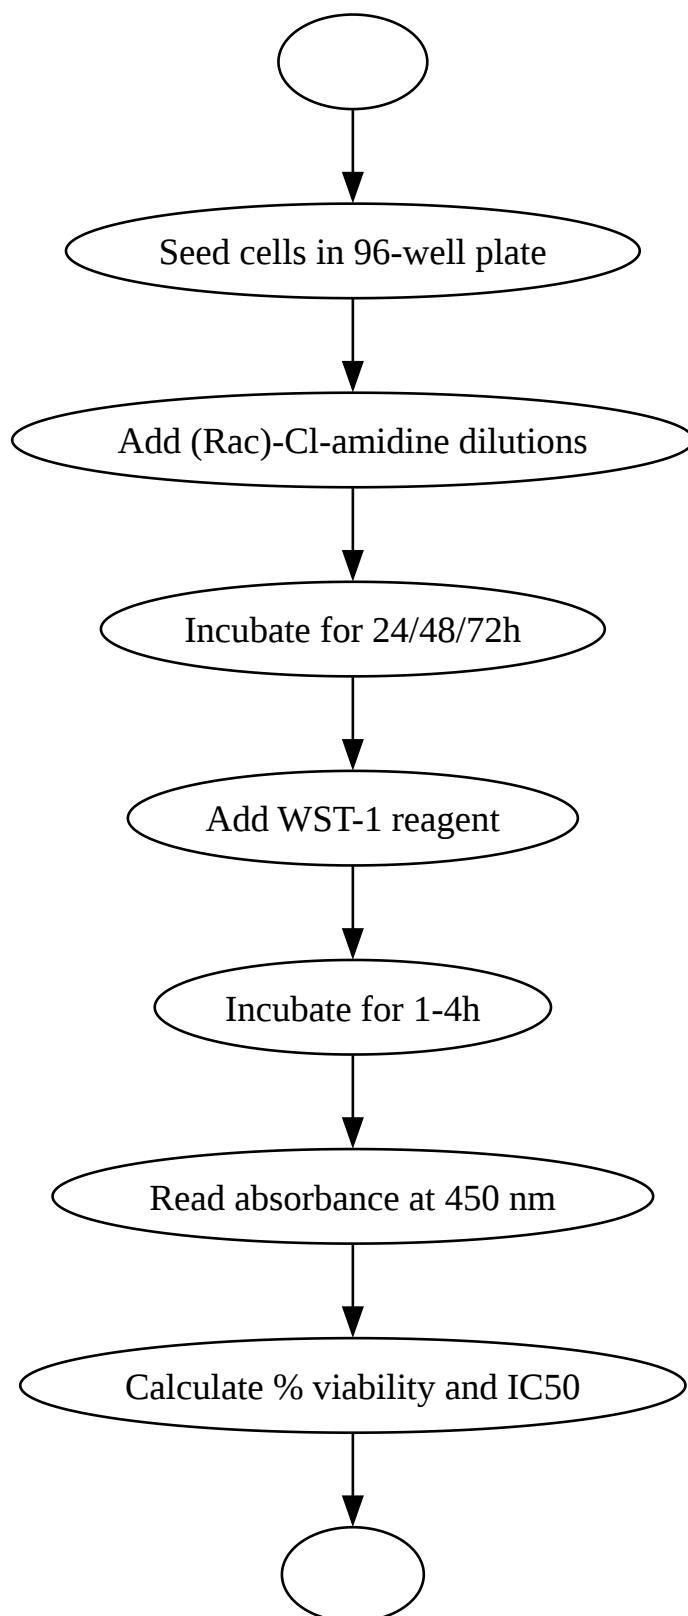 Seed cells in 96-well plate
Add (Rac)-Cl-amidine dilutions
Incubate for 24/48/72h
Add WST-1 reagent
Incubate for 1-4h
Read absorbance at 450 nm
Calculate % viability and IC50